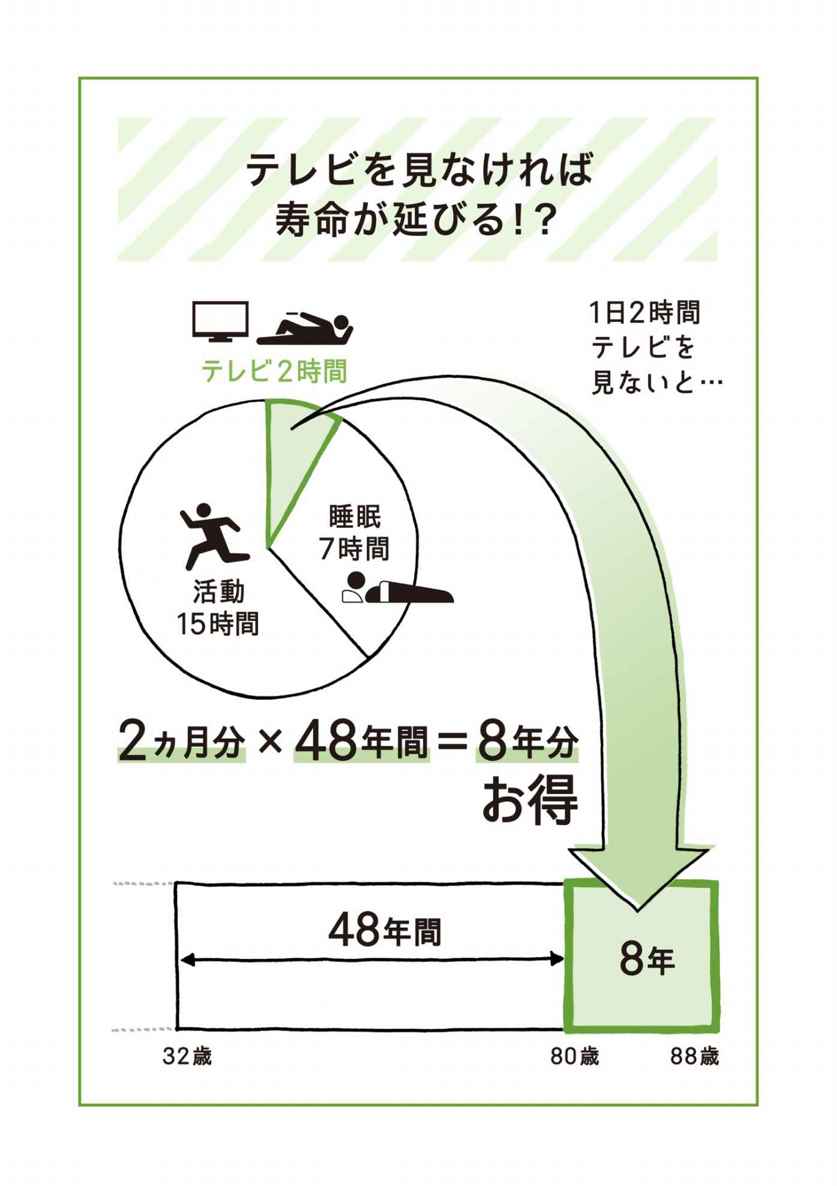 テレビを見なければ
寿命が延びる!?
1日2時間
テレビを
見ないと…
テレビ2時間
睡眠
7時間
活動
15時間
2ヵ月分×48年間=8年分
お得
48年間
8年
32歳
80歳
88歳